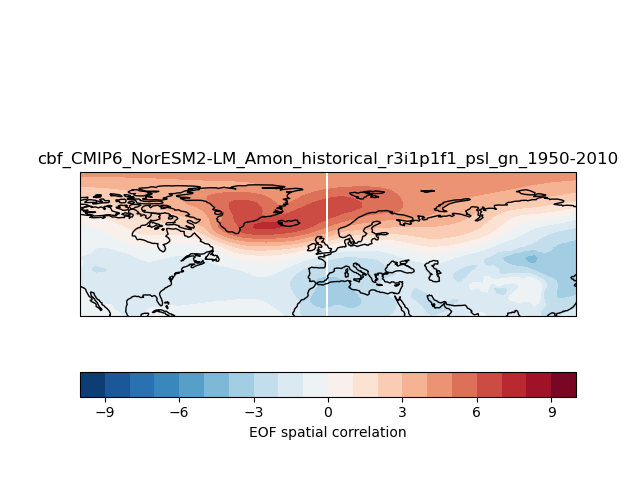 cbf_CMIP6_NorESM2-LM_Amon_historical_r3i1p1f1_psl_gn_1950-2010
−9 −6 −3 0 3 6 9
EOF spatial correlation